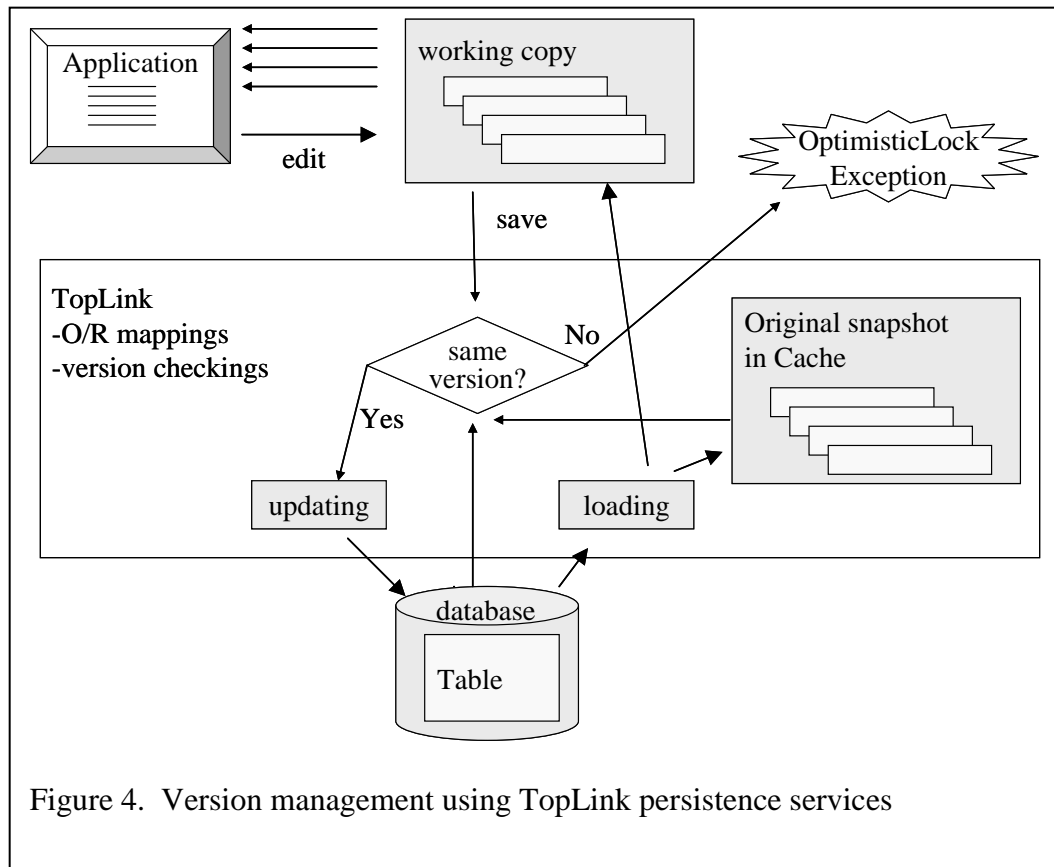 Application
working copy
edit
OptimisticLock
Exception
save
TopLink
-O/R mappings
-version checkings
No
same
version?
Original snapshot
in Cache
Yes
updating
loading
database
Table
Figure 4.  Version management using TopLink persistence services